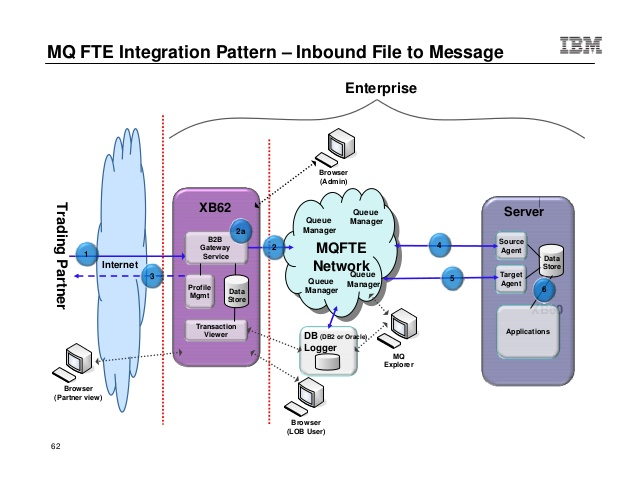 MQ FTE Integration Pattern – Inbound File to Message
IBM
Enterprise
Browser
(Admin)
XB62
Server
Trading Partner
Queue
Manager
Queue
Manager
2a
B2B
Gateway
Service
MQFTE
Network
Source
Agent
1
2
4
Internet
3
5
Data
Store
Target
Agent
Queue
Manager
Queue
Manager
Profile
Mgmt
Data
Store
6
XB60
Transaction
Viewer
DB (DB2 or Oracle)
Logger
Applications
MQ
Explorer
Browser
(Partner view)
Browser
(LOB User)
62